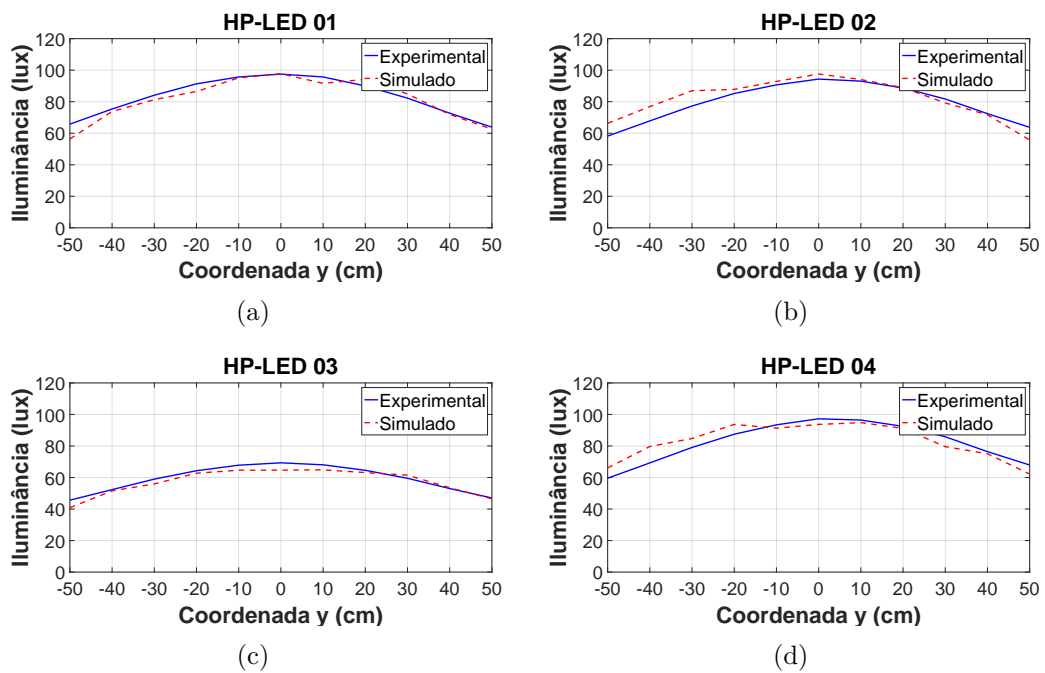 HP-LED 01
120
100
80
60
40
20
0
Iluminância (lux)
Experimental
Simulado
-50 -40 -30 -20 -10 0 10 20 30 40 50
Coordenada y (cm)
(a)
HP-LED 02
120
100
80
60
40
20
0
Iluminância (lux)
Experimental
Simulado
-50 -40 -30 -20 -10 0 10 20 30 40 50
Coordenada y (cm)
(b)
HP-LED 03
120
100
80
60
40
20
0
Iluminância (lux)
Experimental
Simulado
-50 -40 -30 -20 -10 0 10 20 30 40 50
Coordenada y (cm)
(c)
HP-LED 04
120
100
80
60
40
20
0
Iluminância (lux)
Experimental
Simulado
-50 -40 -30 -20 -10 0 10 20 30 40 50
Coordenada y (cm)
(d)